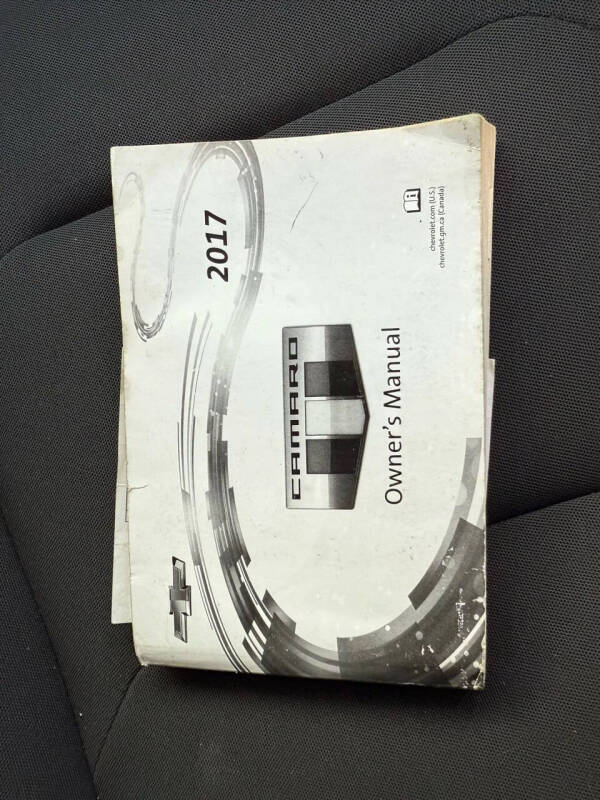 2017
CAMARO
Owner's Manual
chevrolet.com (U.S.)
chevrolet.gm.ca (Canada)